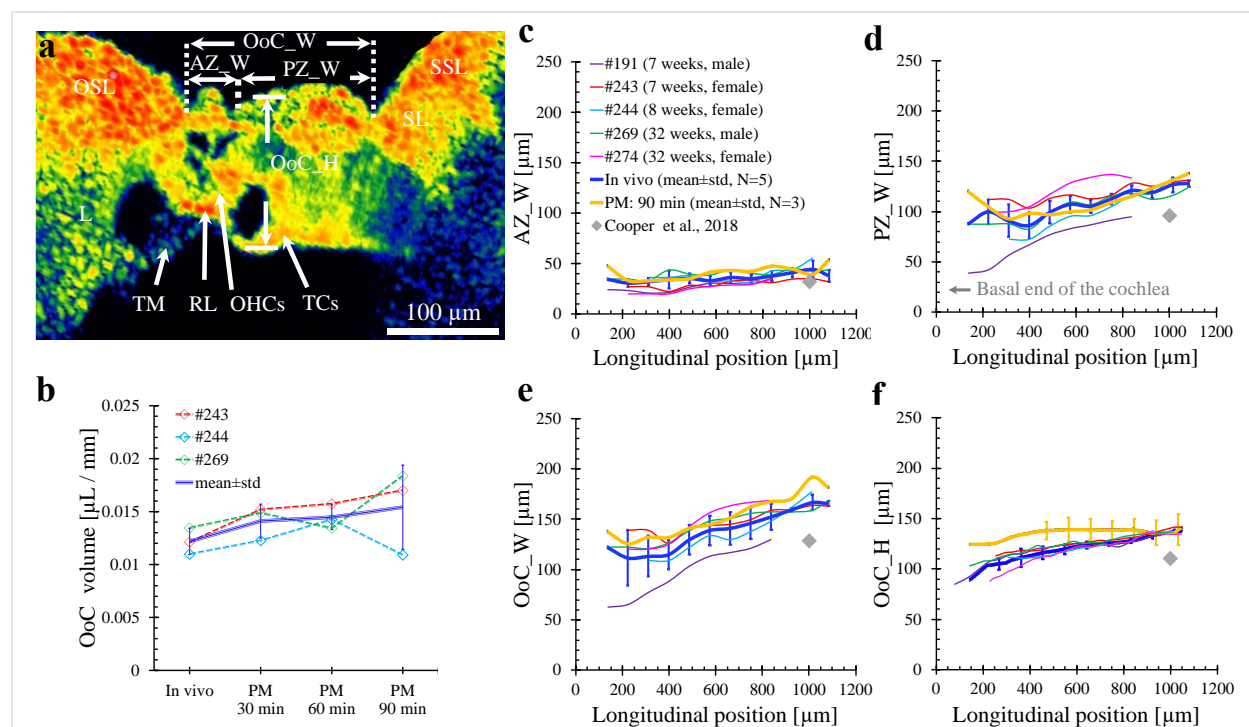 a
OoC_W
AZ_W
PZ_W
OSL
SSL
SL
OoC_H
L
TM
RL
OHCs
TCs
100 µm
b
OoC volume [µL / mm]
0.025
0.02
0.015
0.01
0.005
0
#243
#244
#269
mean±std
In vivo
PM
30 min
PM
60 min
PM
90 min
c
AZ_W [µm]
250
200
150
100
50
0
#191 (7 weeks, male)
#243 (7 weeks, female)
#244 (8 weeks, female)
#269 (32 weeks, male)
#274 (32 weeks, female)
In vivo (mean±std, N=5)
PM: 90 min (mean±std, N=3)
Cooper et al., 2018
0 200 400 600 800 1000 1200
Longitudinal position [µm]
d
PZ_W [µm]
250
200
150
100
50
0
Basal end of the cochlea
0 200 400 600 800 1000 1200
Longitudinal position [µm]
e
OoC_W [µm]
250
200
150
100
50
0
0 200 400 600 800 1000 1200
Longitudinal position [µm]
f
OoC_H [µm]
250
200
150
100
50
0
0 200 400 600 800 1000 1200
Longitudinal position [µm]